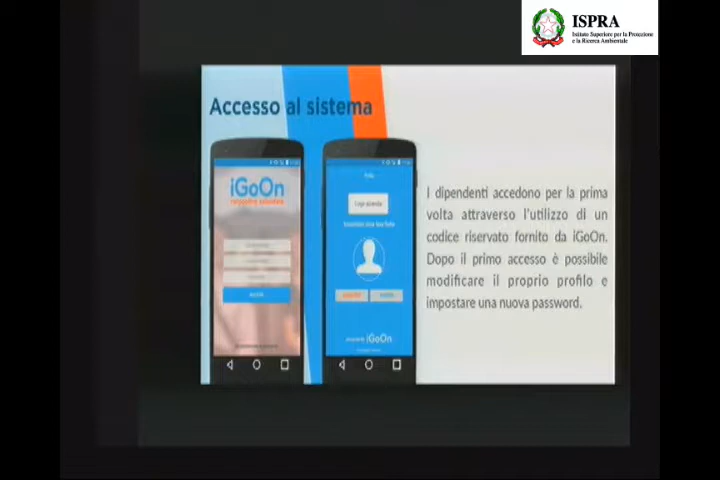 ISPRA
Istituto Superiore per la Protezione
e la Ricerca Ambientale
Accesso al sistema
iGoOn
Logo azienda
iGoOn
I dipendenti accedono per la prima
volta attraverso l'utilizzo di un
codice riservato fornito da iGoOn.
Dopo il primo accesso è possibile
modificare il proprio profilo e
impostare una nuova password.